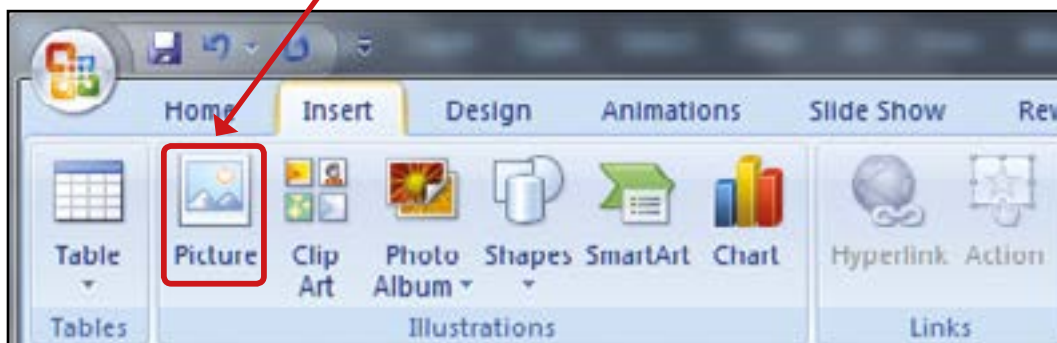 Home Insert Design Animations Slide Show Rev
Table Picture Clip Art Photo Album Shapes SmartArt Chart Hyperlink Action
Tables Illustrations Links